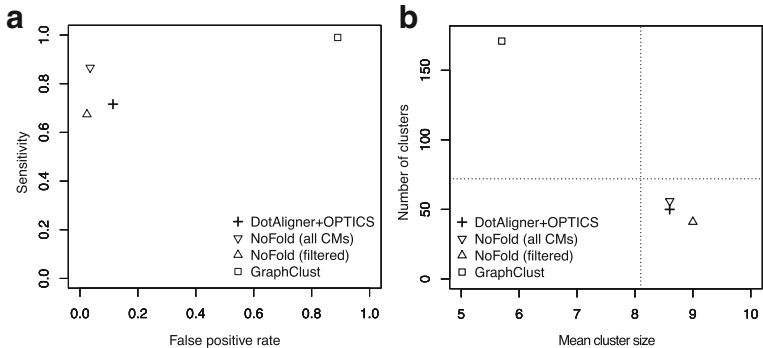 a
Sensitivity
1.0
0.8
0.6
0.4
0.2
0.0
DotAligner+OPTICS
NoFold (all CMs)
NoFold (filtered)
GraphClust
0.0 0.2 0.4 0.6 0.8 1.0
False positive rate
b
Number of clusters
150
100
50
0
DotAligner+OPTICS
NoFold (all CMs)
NoFold (filtered)
GraphClust
5 6 7 8 9 10
Mean cluster size